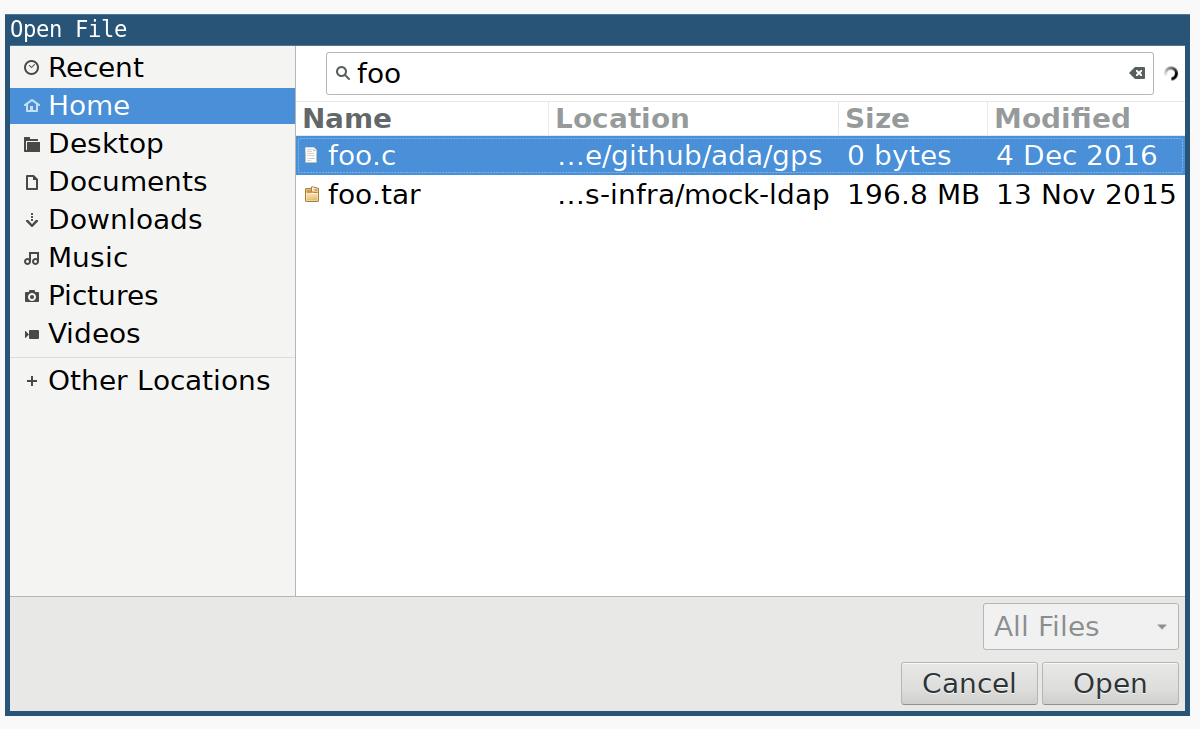 Open File
Recent
Home
Desktop
Documents
Downloads
Music
Pictures
Videos
Other Locations
foo
Name Location Size Modified
foo.c ...e/github/ada/gps 0 bytes 4 Dec 2016
foo.tar ...s-infra/mock-ldap 196.8 MB 13 Nov 2015
All Files
Cancel Open